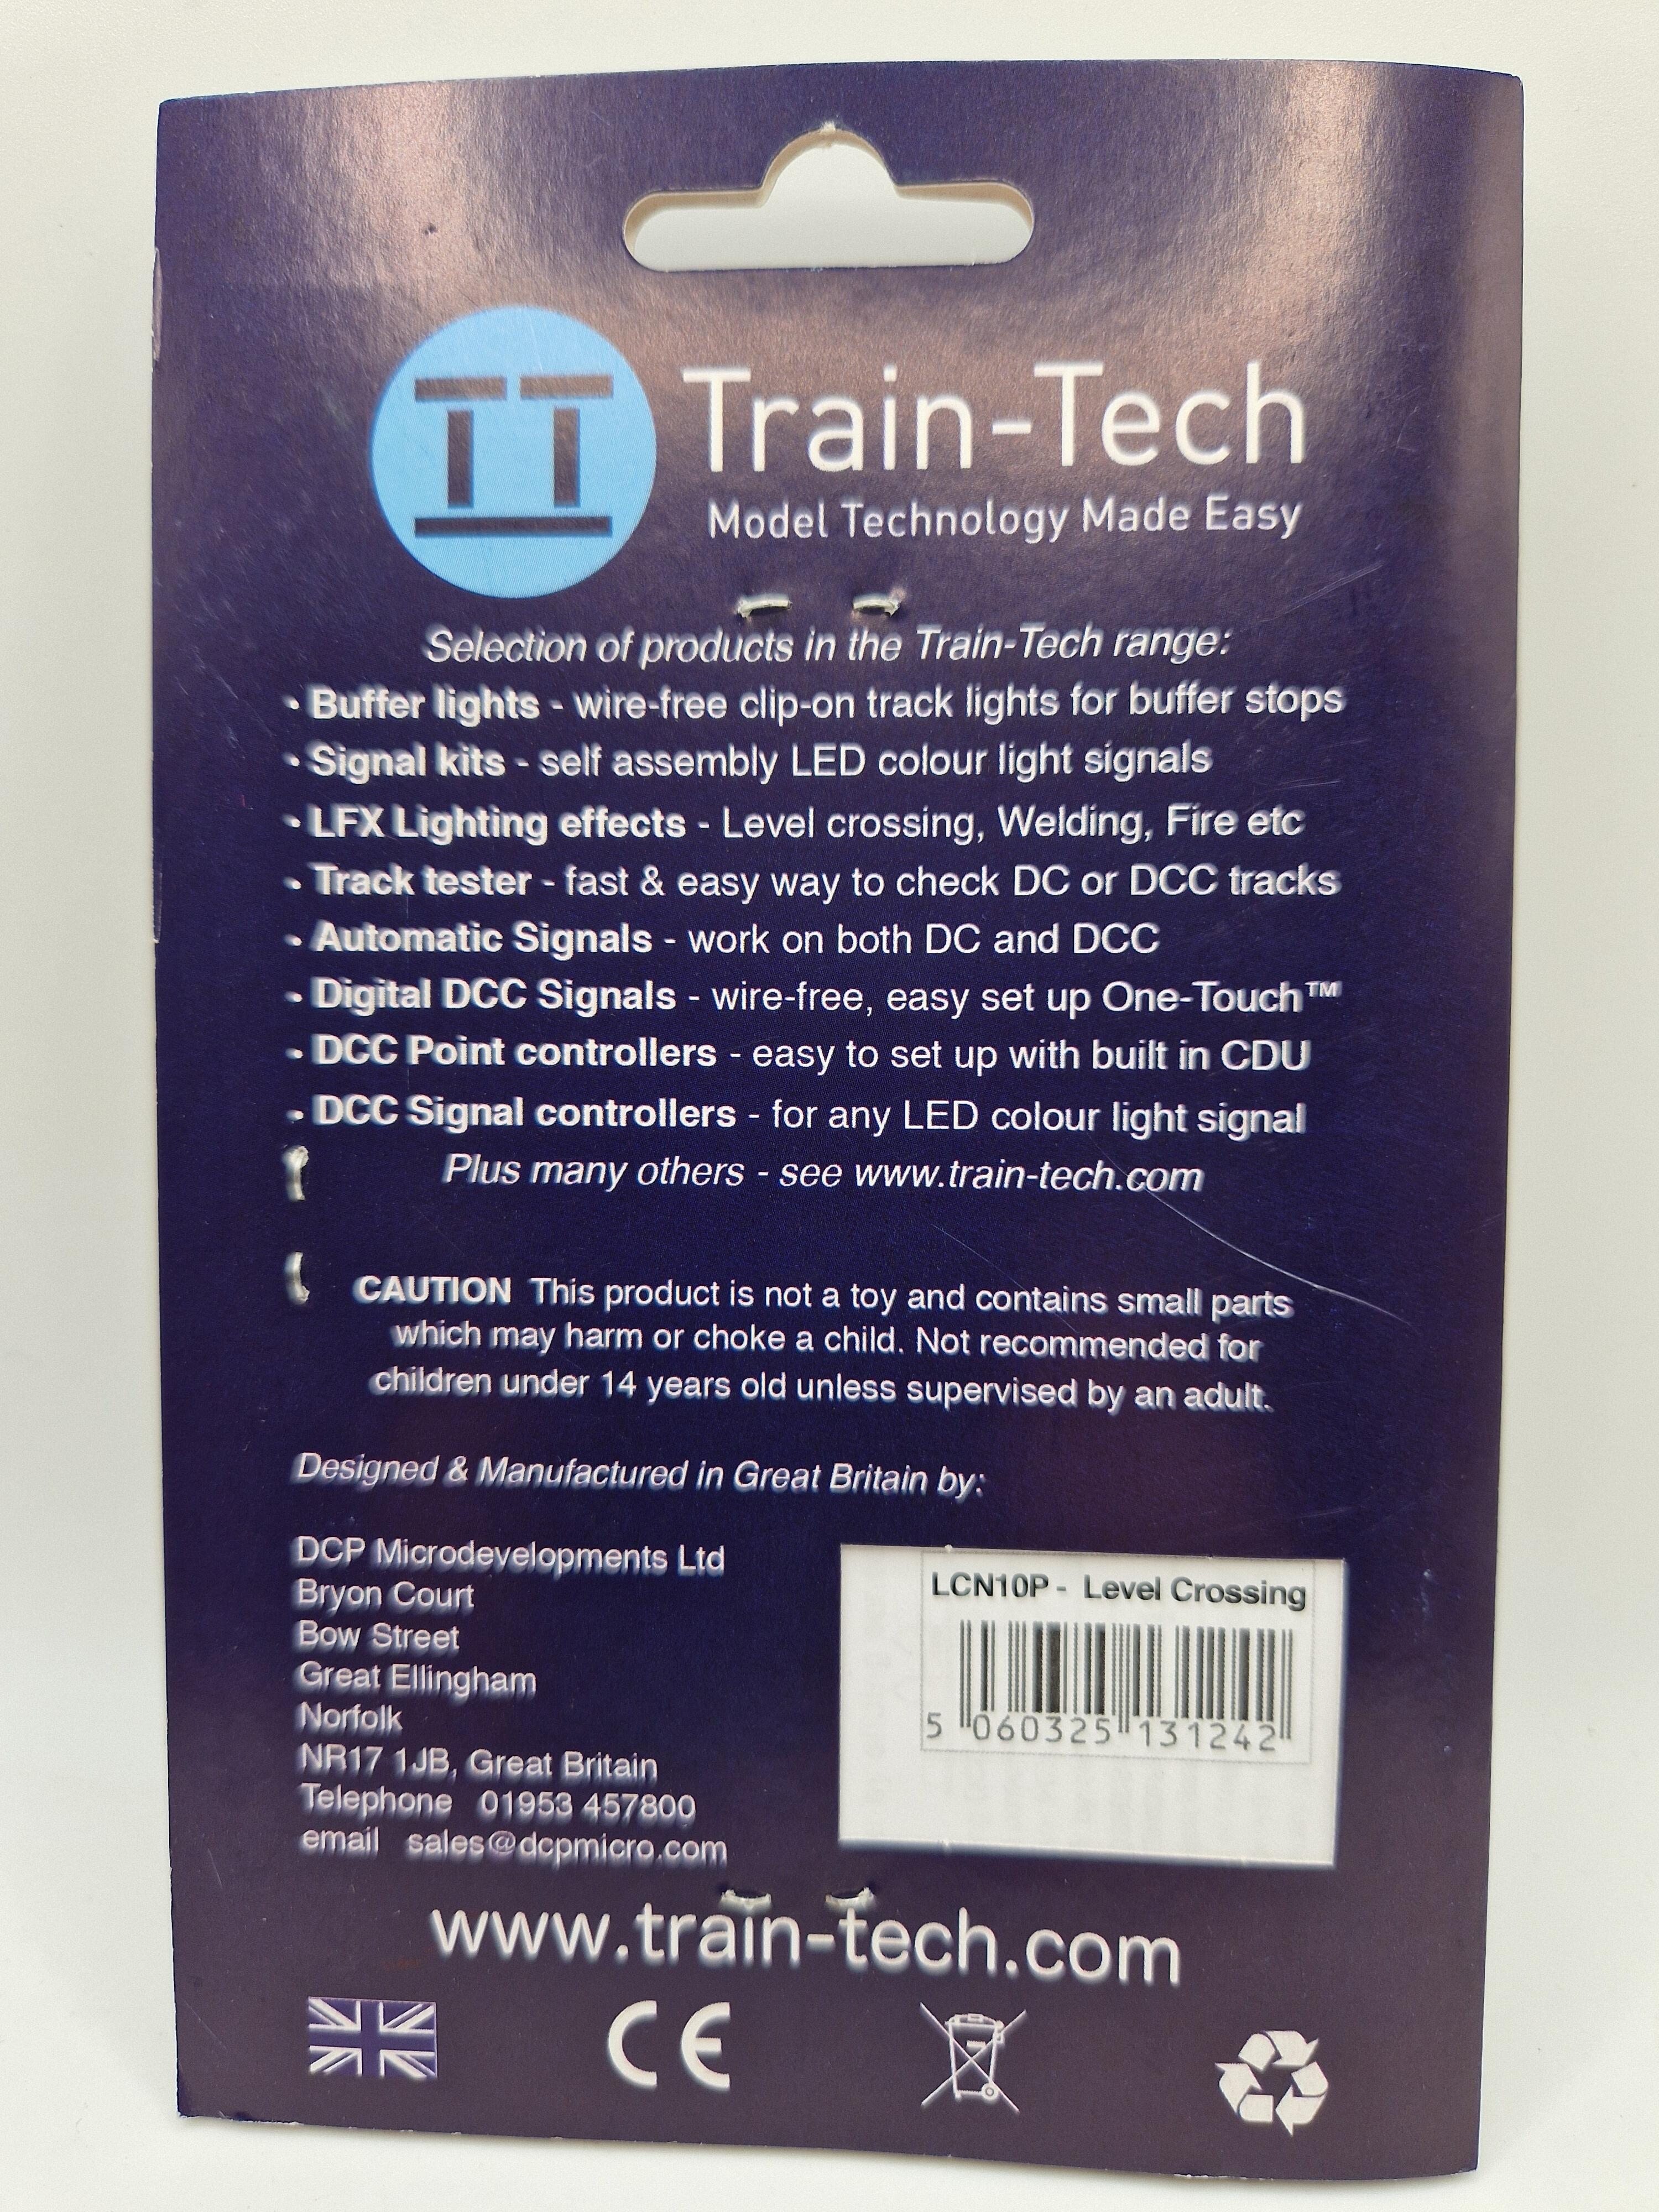 Train-Tech
Model Technology Made Easy
Selection of products in the Train-Tech range:
• Buffer lights - wire-free clip-on track lights for buffer stops
• Signal kits - self assembly LED colour light signals
• LFX Lighting effects - Level crossing, Welding, Fire etc
• Track tester - fast & easy way to check DC or DCC tracks
• Automatic Signals - work on both DC and DCC
• Digital DCC Signals - wire-free, easy set up One-Touch™
• DCC Point controllers - easy to set up with built in CDU
• DCC Signal controllers - for any LED colour light signal
Plus many others - see www.train-tech.com
CAUTION This product is not a toy and contains small parts
which may harm or choke a child. Not recommended for
children under 14 years old unless supervised by an adult.
Designed & Manufactured in Great Britain by:
DCP Microdevelopments Ltd
Bryon Court
Bow Street
Great Ellingham
Norfolk
NR17 1JB, Great Britain
Telephone 01953 457800
email sales@dcpmicro.com
LCN10P - Level Crossing
5 060325 131242
www.train-tech.com
CE